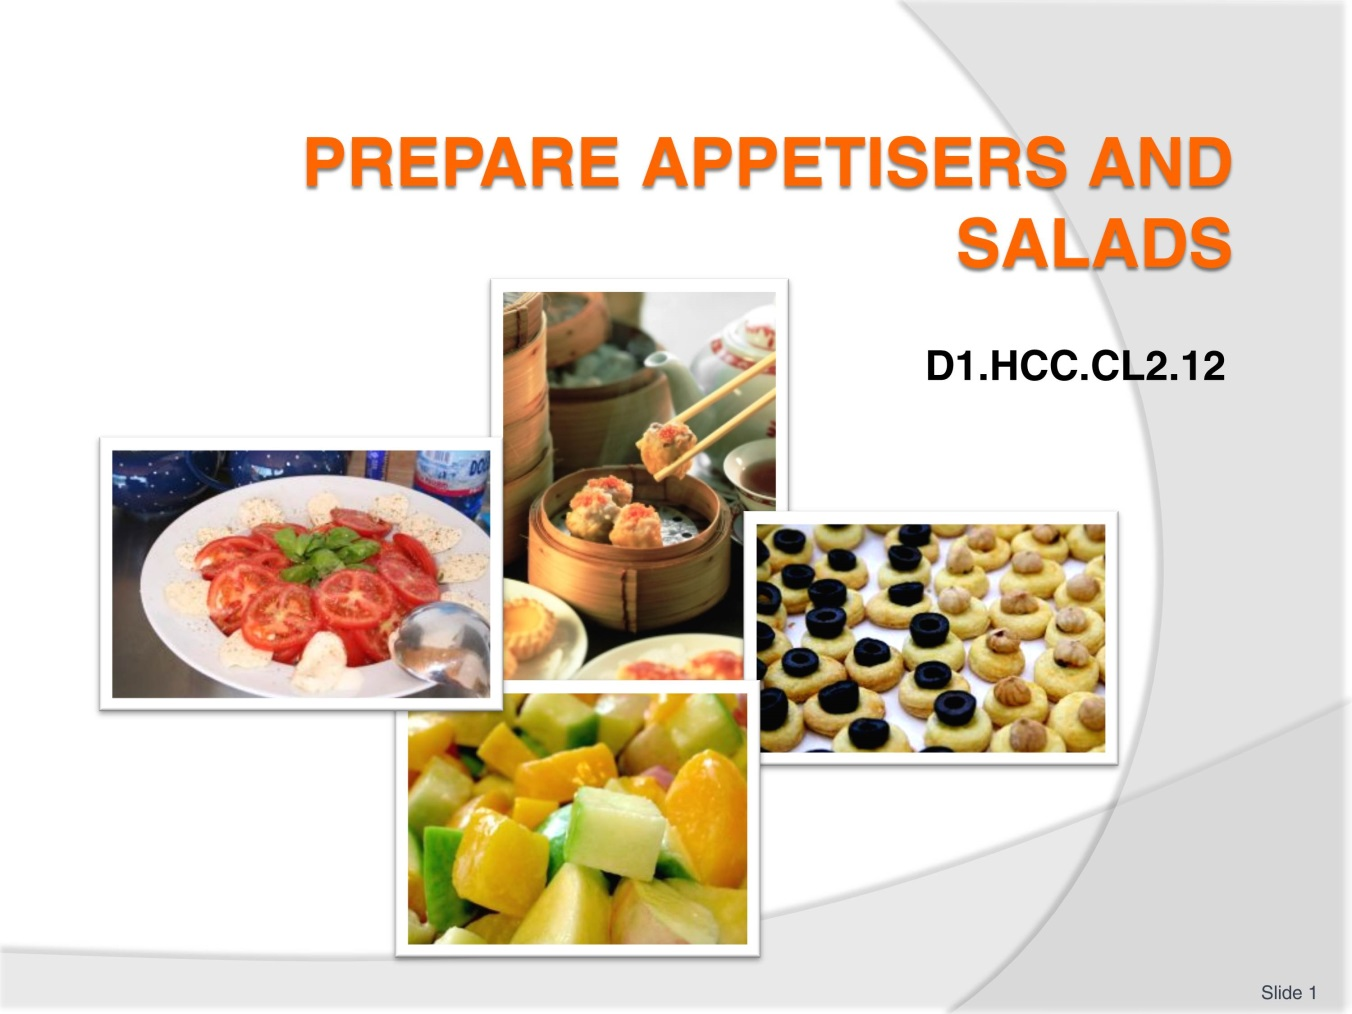 PREPARE APPETISERS AND
SALADS
D1.HCC.CL2.12
Slide 1